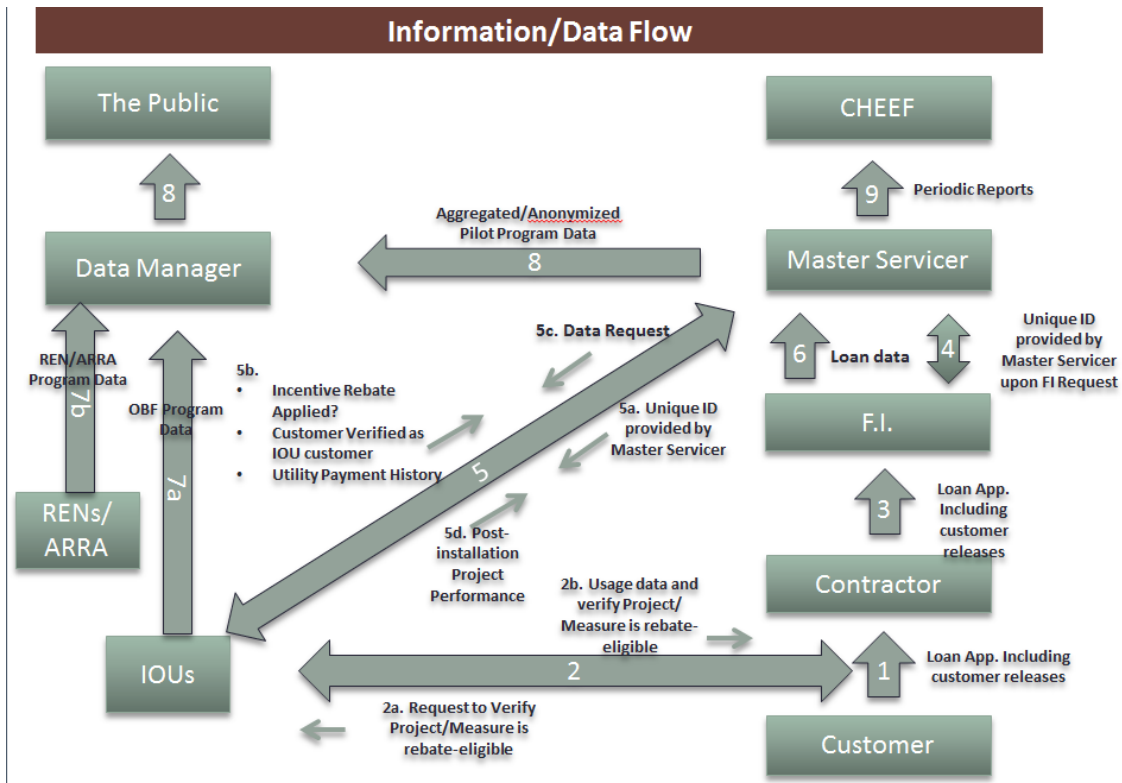 Information/Data Flow
The Public
CHEEF
8
9
Periodic Reports
Aggregated/Anonymized
Pilot Program Data
8
Data Manager
Master Servicer
5c. Data Request
6
Loan data
4
Unique ID
provided by
Master Servicer
upon FI Request
REN/ARRA
Program Data
7b
OBF Program
Data
7a
5b.
• Incentive Rebate
Applied?
• Customer Verified as
IOU customer
• Utility Payment History
5a. Unique ID
provided by
Master Servicer
5
F.I.
RENs/
ARRA
5d. Post-
installation
Project
Performance
3
Loan App.
Including
customer
releases
2b. Usage data and
verify Project/
Measure is rebate-
eligible
Contractor
IOUs
2
1
Loan App. Including
customer releases
2a. Request to Verify
Project/Measure is
rebate-eligible
Customer